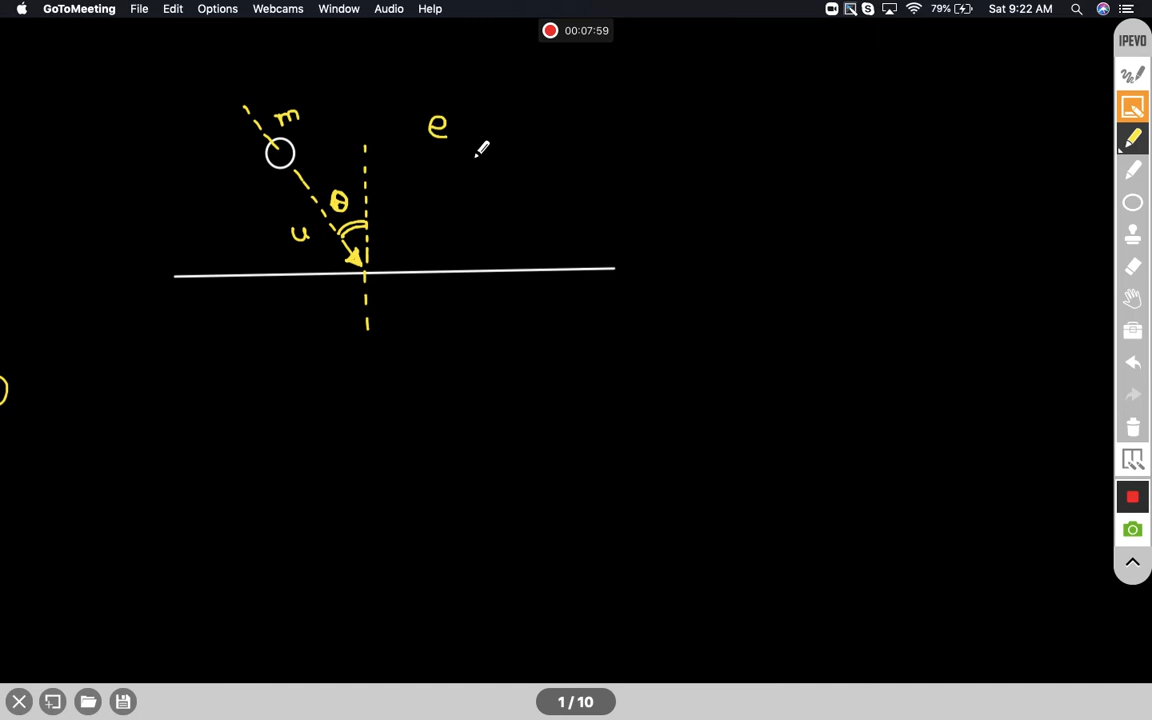 GoToMeeting File Edit Options Webcams Window Audio Help 79% Sat 9:22 AM
00:07:59
IPEVO
m
e
θ
u
1 / 10